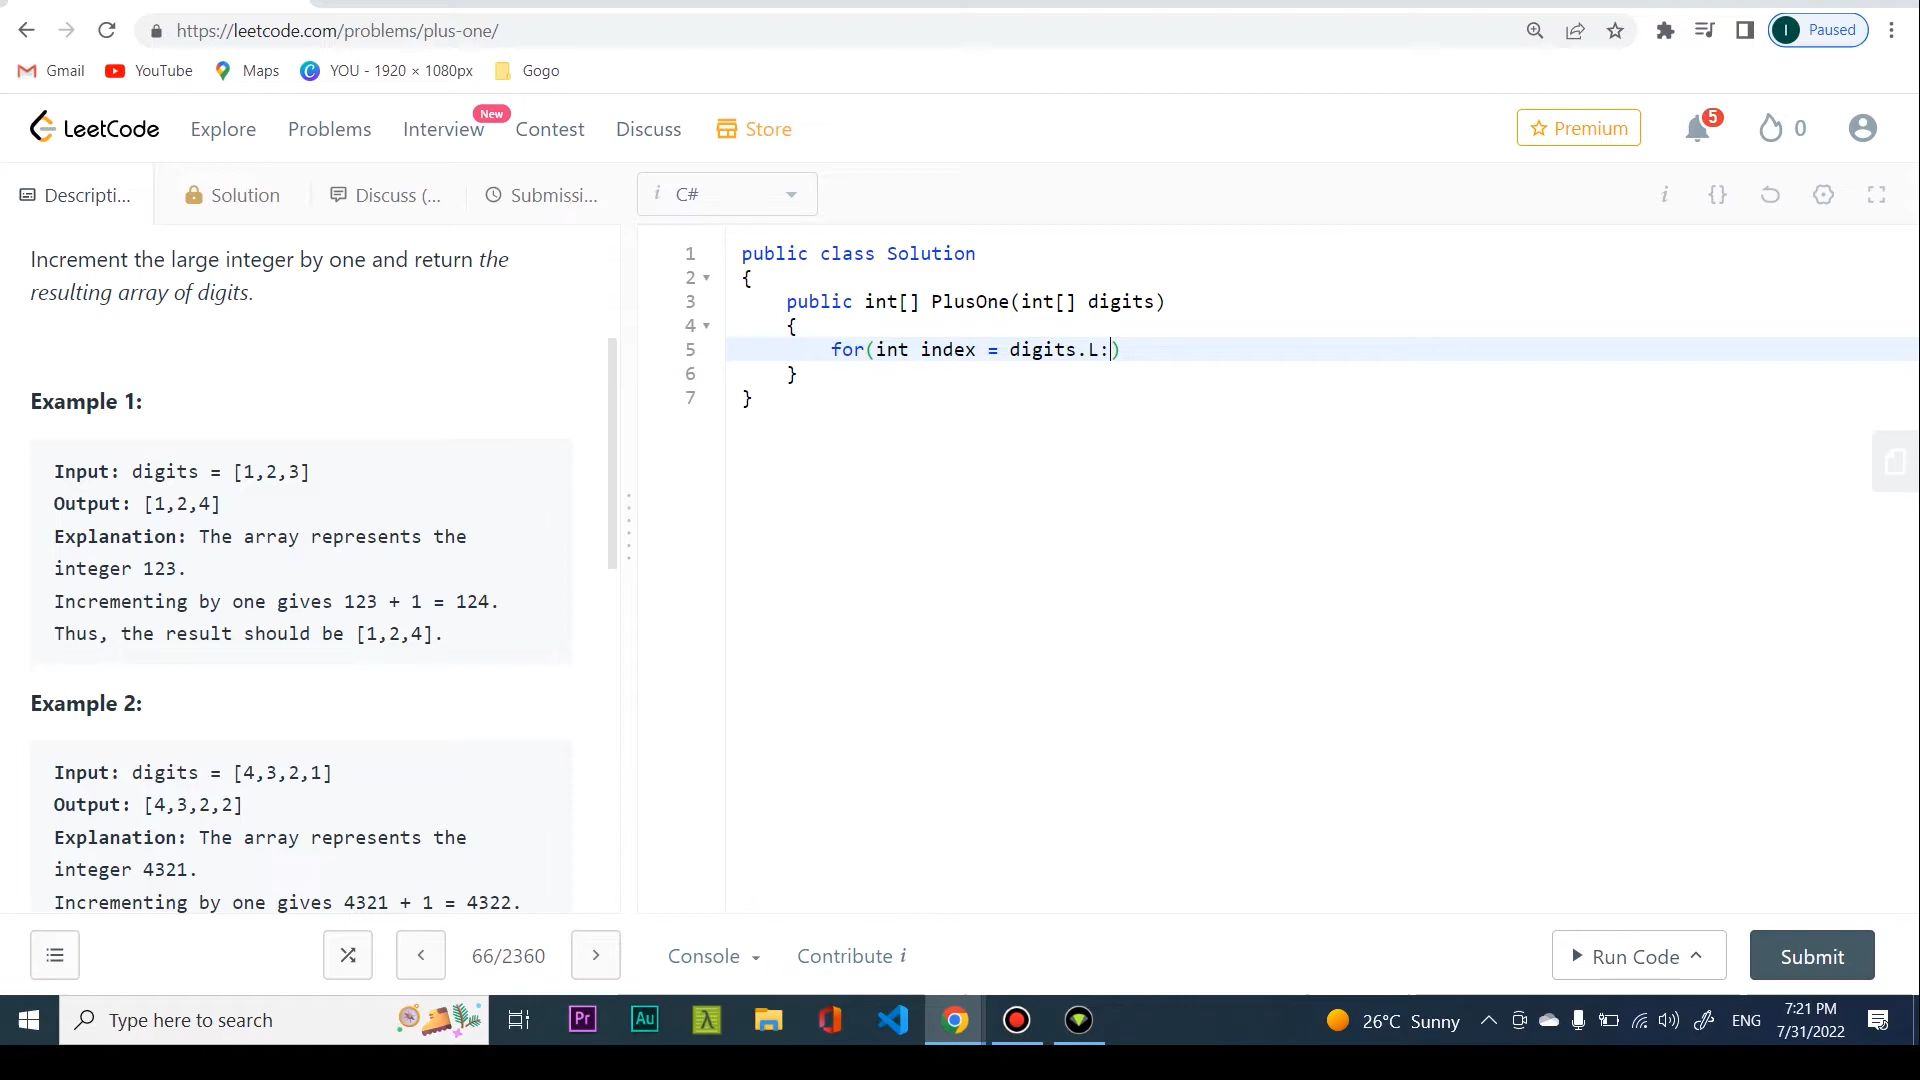 https://leetcode.com/problems/plus-one/
Paused
Gmail YouTube Maps YOU - 1920 × 1080px Gogo
LeetCode Explore Problems Interview New Contest Discuss Store Premium 5 0
Descripti... Solution Discuss (... Submissi... i C# i {}
Increment the large integer by one and return the
resulting array of digits.
Example 1:
Input: digits = [1,2,3]
Output: [1,2,4]
Explanation: The array represents the
integer 123.
Incrementing by one gives 123 + 1 = 124.
Thus, the result should be [1,2,4].
Example 2:
Input: digits = [4,3,2,1]
Output: [4,3,2,2]
Explanation: The array represents the
integer 4321.
Incrementing by one gives 4321 + 1 = 4322.
1 public class Solution
2 {
3 public int[] PlusOne(int[] digits)
4 {
5 for(int index = digits.L:)
6 }
7 }
66/2360 Console Contribute i Run Code Submit
Type here to search Pr Au 26°C Sunny ENG 7:21 PM
7/31/2022